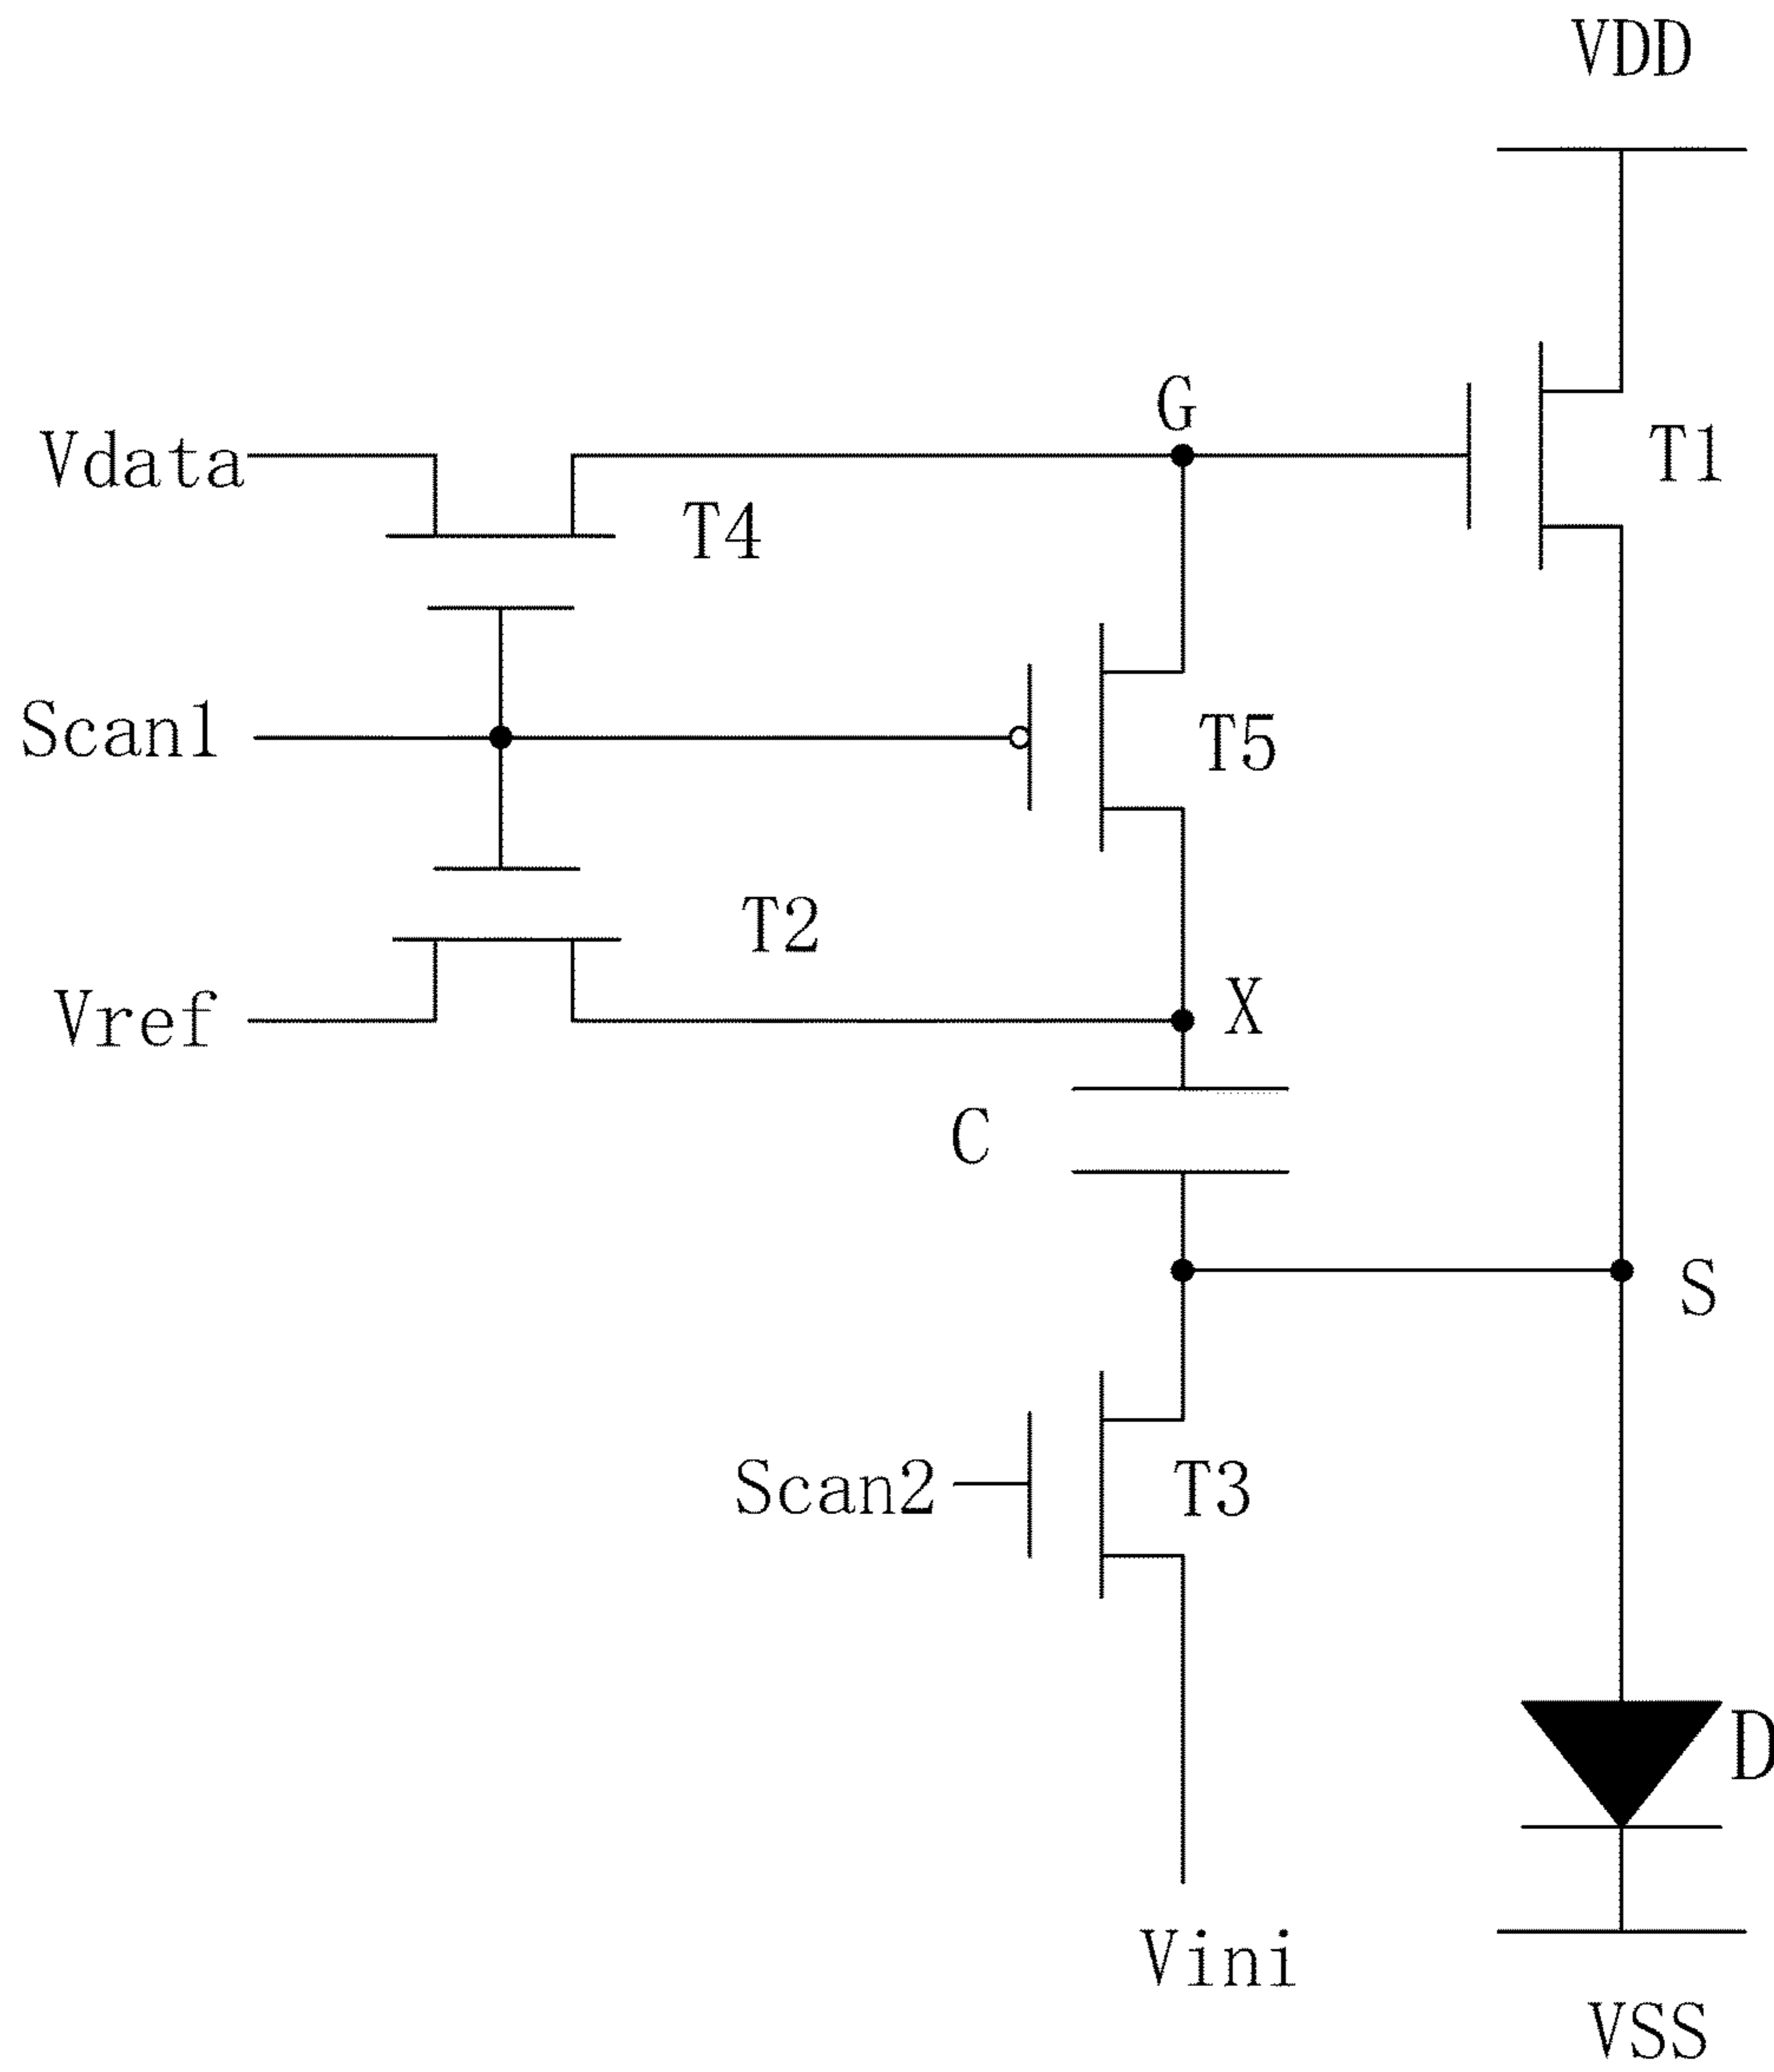 VDD
G
Vdata
T1
T4
Scan1
T5
T2
Vref
X
C
S
Scan2
T3
D
Vini
VSS